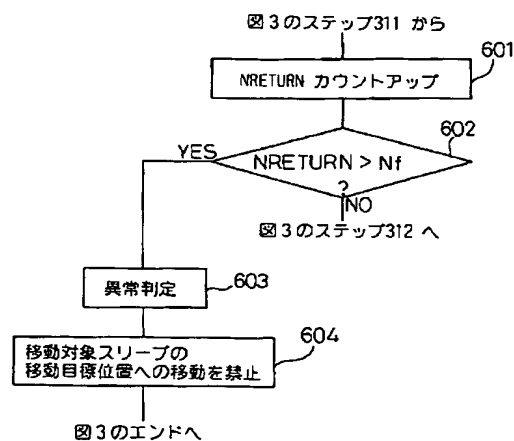 図3のステップ311 から
601
NRETURN カウントアップ
602
YES
NRETURN > Nf
?
NO
図3のステップ312 へ
異常判定
603
604
移動対象スリーブの
移動目標位置への移動を禁止
図3のエンドへ